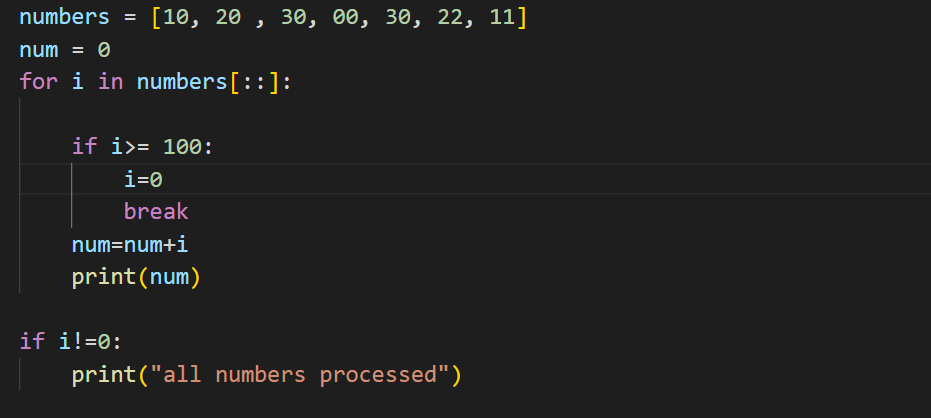 numbers = [10, 20 , 30, 00, 30, 22, 11]
num = 0
for i in numbers[::]:
    if i>= 100:
        i=0
        break
    num=num+i
    print(num)
if i!=0:
    print("all numbers processed")